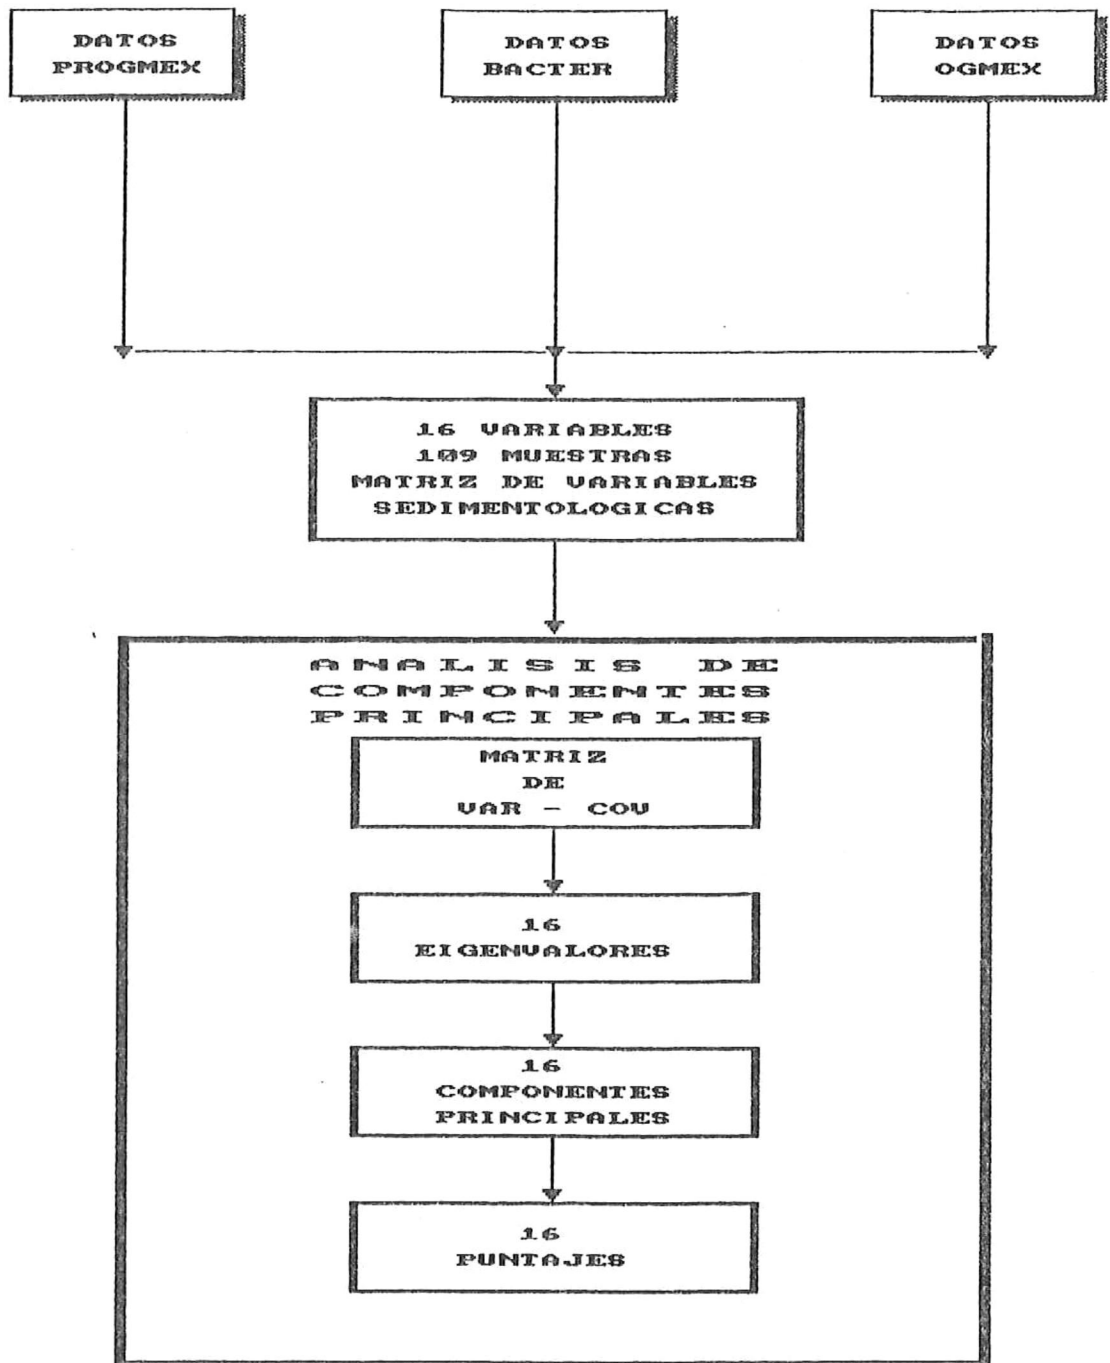 DATOS
PROGMEX
DATOS
BACTER
DATOS
OGMEX
16 VARIABLES
109 MUESTRAS
MATRIZ DE VARIABLES
SEDIMENTOLOGICAS
ANALISIS DE
COMPONENTES
PRINCIPALES
MATRIZ
DE
VAR - COV
16
EIGENVALORES
16
COMPONENTES
PRINCIPALES
16
PUNTAJES